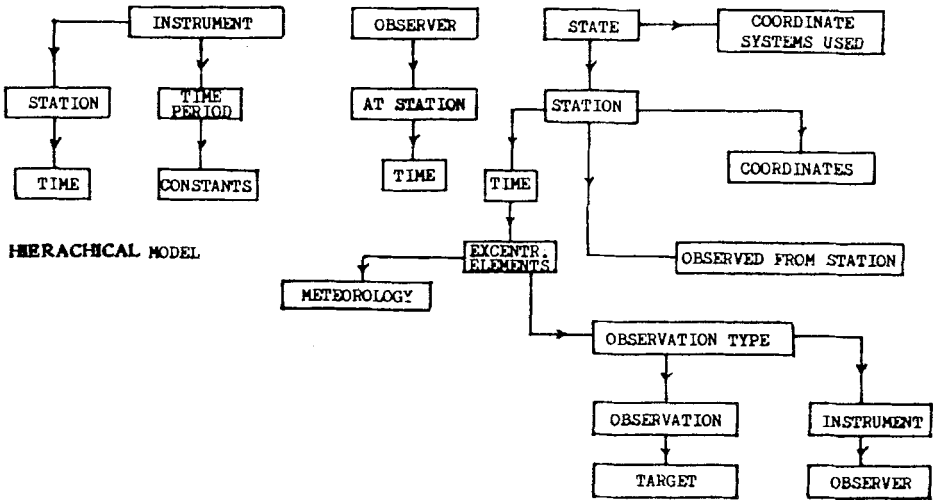 INSTRUMENT
OBSERVER
STATE
COORDINATE
SYSTEMS USED
STATION
TIME
PERIOD
AT STATION
STATION
COORDINATES
TIME
CONSTANTS
TIME
TIME
HIERACHICAL MODEL
EXCENTR.
ELEMENTS
OBSERVED FROM STATION
METEOROLOGY
OBSERVATION TYPE
OBSERVATION
INSTRUMENT
TARGET
OBSERVER